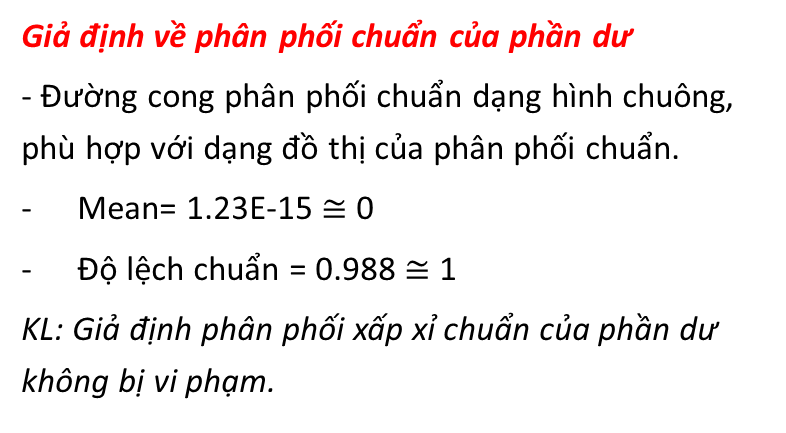 Giả định về phân phối chuẩn của phần dư
- Đường cong phân phối chuẩn dạng hình chuông,
phù hợp với dạng đồ thị của phân phối chuẩn.
- Mean= 1.23E-15 ≅ 0
- Độ lệch chuẩn = 0.988 ≅ 1
KL: Giả định phân phối xấp xỉ chuẩn của phần dư
không bị vi phạm.